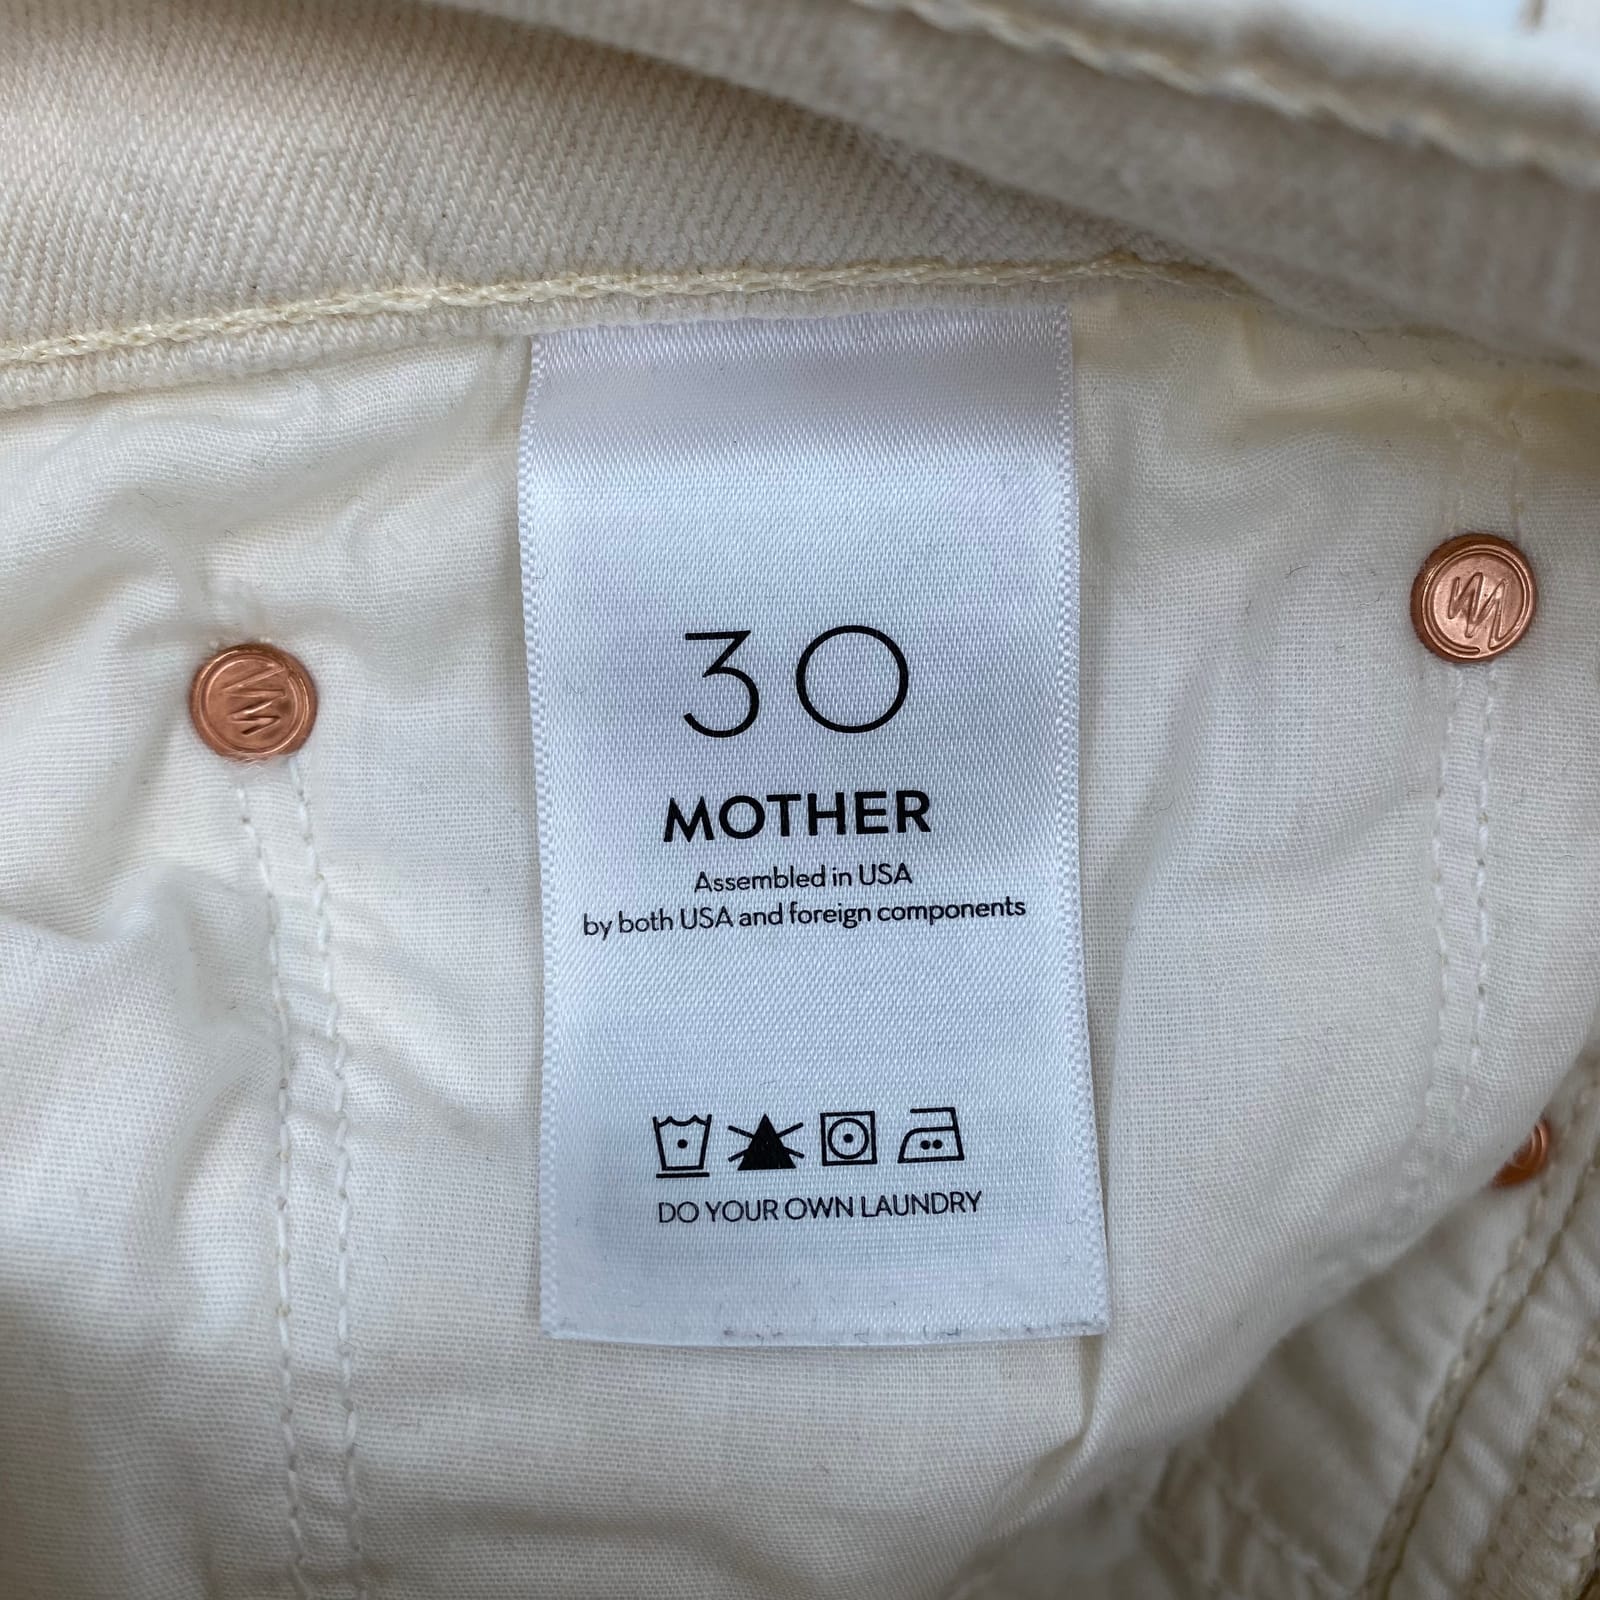 30
MOTHER
Assembled in USA
by both USA and foreign components
DO YOUR OWN LAUNDRY